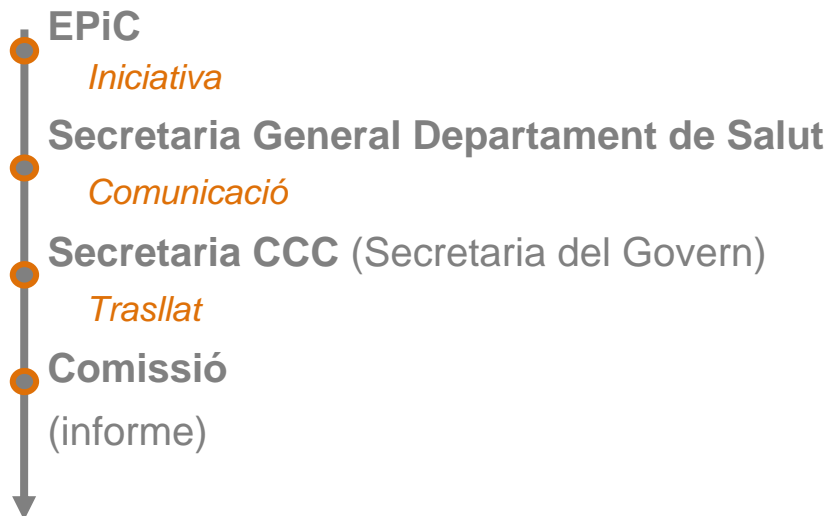 EPiC
Iniciativa
Secretaria General Departament de Salut
Comunicació
Secretaria CCC (Secretaria del Govern)
Trasllat
Comissió
(informe)